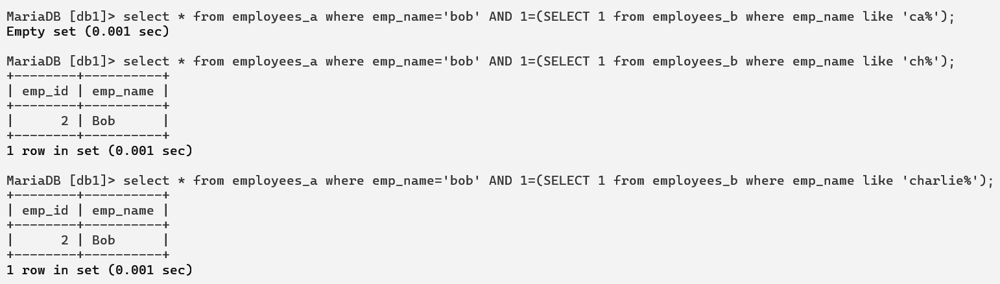 MariaDB [db1]> select * from employees_a where emp_name='bob' AND 1=(SELECT 1 from employees_b where emp_name like 'ca%');
Empty set (0.001 sec)
MariaDB [db1]> select * from employees_a where emp_name='bob' AND 1=(SELECT 1 from employees_b where emp_name like 'ch%');
+--------+----------+
| emp_id | emp_name |
+--------+----------+
|      2 | Bob      |
+--------+----------+
1 row in set (0.001 sec)
MariaDB [db1]> select * from employees_a where emp_name='bob' AND 1=(SELECT 1 from employees_b where emp_name like 'charlie%');
+--------+----------+
| emp_id | emp_name |
+--------+----------+
|      2 | Bob      |
+--------+----------+
1 row in set (0.001 sec)